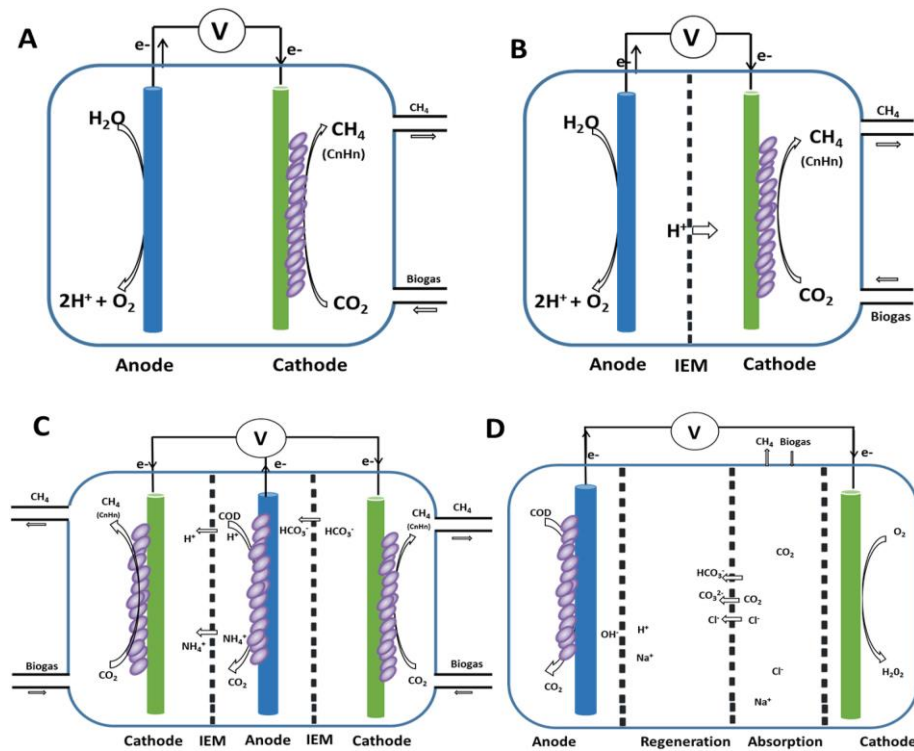 A
V
e-
e-
H₂O
CH₄
(CnHn)
2H⁺ + O₂
CO₂
CH₄
Biogas
Anode
Cathode
B
V
e-
e-
H₂O
CH₄
(CnHn)
H⁺
2H⁺ + O₂
CO₂
CH₄
Biogas
Anode
IEM
Cathode
C
V
e-
e-
e-
CH₄
CH₄
(CnHn)
COD
H⁺
H⁺
HCO₃⁻
HCO₃⁻
CH₄
(CnHn)
CH₄
NH₄⁺
NH₄⁺
Biogas
CO₂
CO₂
CO₂
Biogas
Cathode
IEM
Anode
IEM
Cathode
D
V
CH₄
Biogas
e-
e-
COD
O₂
CO₂
HCO₃⁻
CO₃²⁻
CO₂
Cl⁻
Cl⁻
OH⁻
H⁺
Na⁺
Cl⁻
Na⁺
CO₂
H₂0₂
Anode
Regeneration
Absorption
Cathode